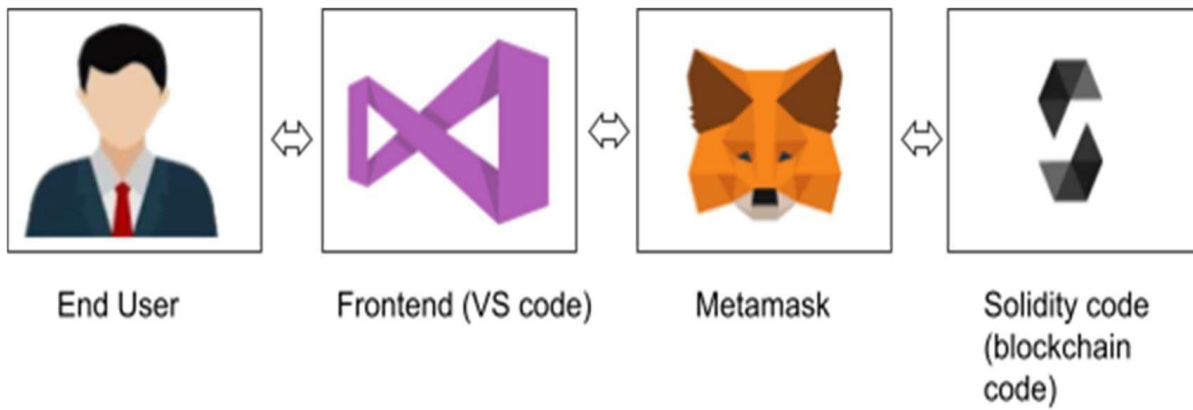 End User
Frontend (VS code)
Metamask
Solidity code
(blockchain
code)